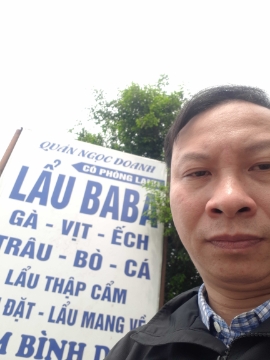 QUÁN NGỌC DOANH
CÓ PHÒNG LẠNH
LẨU BABA
GÀ - VỊT - ẾCH
TRÂU - BÒ - CÁ
LẨU THẬP CẨM
ĐẶT - LẨU MANG VỀ
BÌNH